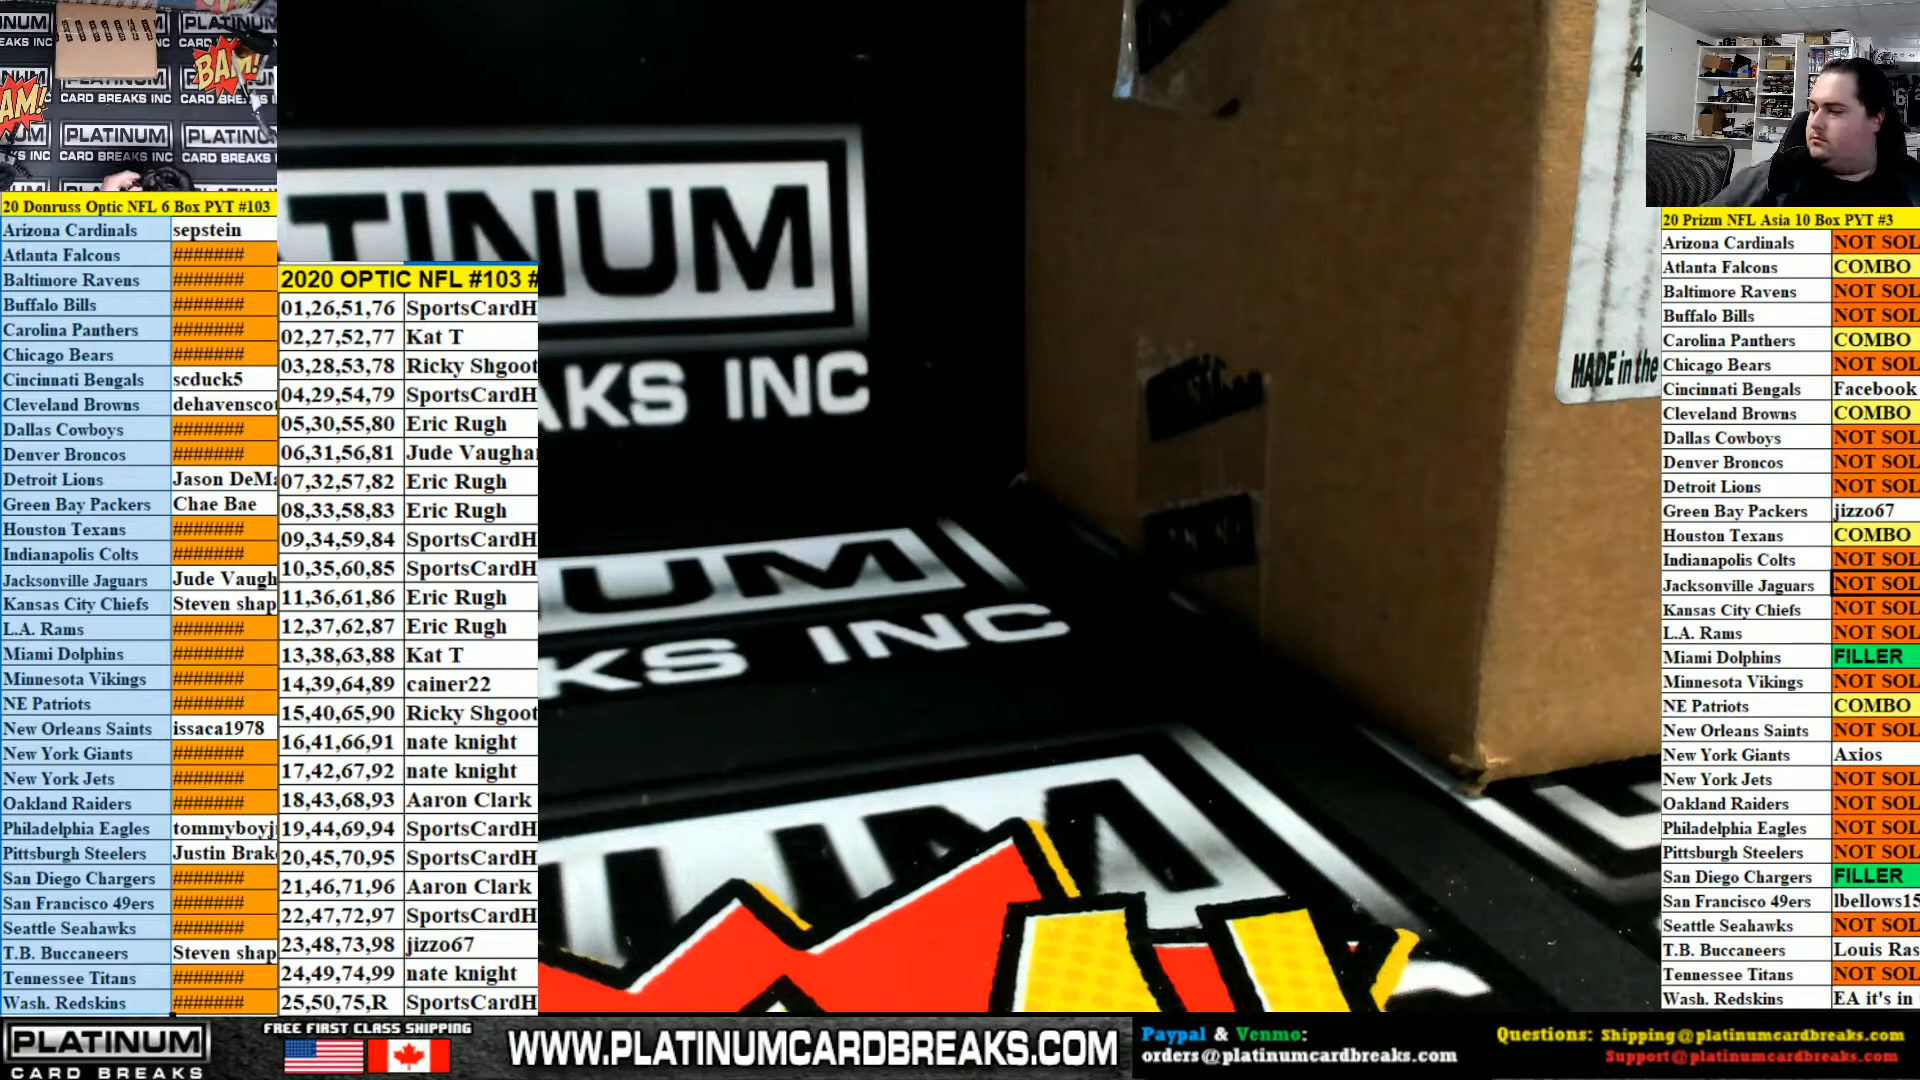 PLATINUM
CARD BREAKS INC
BAM!
PLATINUM
CARD BREAKS INC
20 Donruss Optic NFL 6 Box PYT #103
Arizona Cardinals sepstein
Atlanta Falcons #######
Baltimore Ravens #######
Buffalo Bills #######
Carolina Panthers #######
Chicago Bears #######
Cincinnati Bengals scduck5
Cleveland Browns dehavenscot
Dallas Cowboys #######
Denver Broncos #######
Detroit Lions Jason DeMa
Green Bay Packers Chae Bae
Houston Texans #######
Indianapolis Colts #######
Jacksonville Jaguars Jude Vaugh
Kansas City Chiefs Steven shap
L.A. Rams #######
Miami Dolphins #######
Minnesota Vikings #######
NE Patriots #######
New Orleans Saints issaca1978
New York Giants #######
New York Jets #######
Oakland Raiders #######
Philadelphia Eagles tommyboyj
Pittsburgh Steelers Justin Brak
San Diego Chargers #######
San Francisco 49ers #######
Seattle Seahawks #######
T.B. Buccaneers Steven shap
Tennessee Titans #######
Wash. Redskins #######
2020 OPTIC NFL #103 #
01,26,51,76 SportsCardH
02,27,52,77 Kat T
03,28,53,78 Ricky Shgoot
04,29,54,79 SportsCardH
05,30,55,80 Eric Rugh
06,31,56,81 Jude Vaughan
07,32,57,82 Eric Rugh
08,33,58,83 Eric Rugh
09,34,59,84 SportsCardH
10,35,60,85 SportsCardH
11,36,61,86 Eric Rugh
12,37,62,87 Eric Rugh
13,38,63,88 Kat T
14,39,64,89 cainer22
15,40,65,90 Ricky Shgoot
16,41,66,91 nate knight
17,42,67,92 nate knight
18,43,68,93 Aaron Clark
19,44,69,94 SportsCardH
20,45,70,95 SportsCardH
21,46,71,96 Aaron Clark
22,47,72,97 SportsCardH
23,48,73,98 jizzo67
24,49,74,99 nate knight
25,50,75,R SportsCardH
TINUM
AKS INC
UM
KS INC
4
MADE in the
20 Prizm NFL Asia 10 Box PYT #3
Arizona Cardinals NOT SOL
Atlanta Falcons COMBO
Baltimore Ravens NOT SOL
Buffalo Bills NOT SOL
Carolina Panthers COMBO
Chicago Bears NOT SOL
Cincinnati Bengals Facebook
Cleveland Browns COMBO
Dallas Cowboys NOT SOL
Denver Broncos NOT SOL
Detroit Lions NOT SOL
Green Bay Packers jizzo67
Houston Texans COMBO
Indianapolis Colts NOT SOL
Jacksonville Jaguars NOT SOL
Kansas City Chiefs NOT SOL
L.A. Rams NOT SOL
Miami Dolphins FILLER
Minnesota Vikings NOT SOL
NE Patriots COMBO
New Orleans Saints NOT SOL
New York Giants Axios
New York Jets NOT SOL
Oakland Raiders NOT SOL
Philadelphia Eagles NOT SOL
Pittsburgh Steelers NOT SOL
San Diego Chargers FILLER
San Francisco 49ers lbellows15
Seattle Seahawks NOT SOL
T.B. Buccaneers Louis Ras
Tennessee Titans NOT SOL
Wash. Redskins EA it's in
PLATINUM
CARD BREAKS
FREE FIRST CLASS SHIPPING
WWW.PLATINUMCARDBREAKS.COM
Paypal & Venmo:
orders@platinumcardbreaks.com
Questions: Shipping@platinumcardbreaks.com
Support@platinumcardbreaks.com